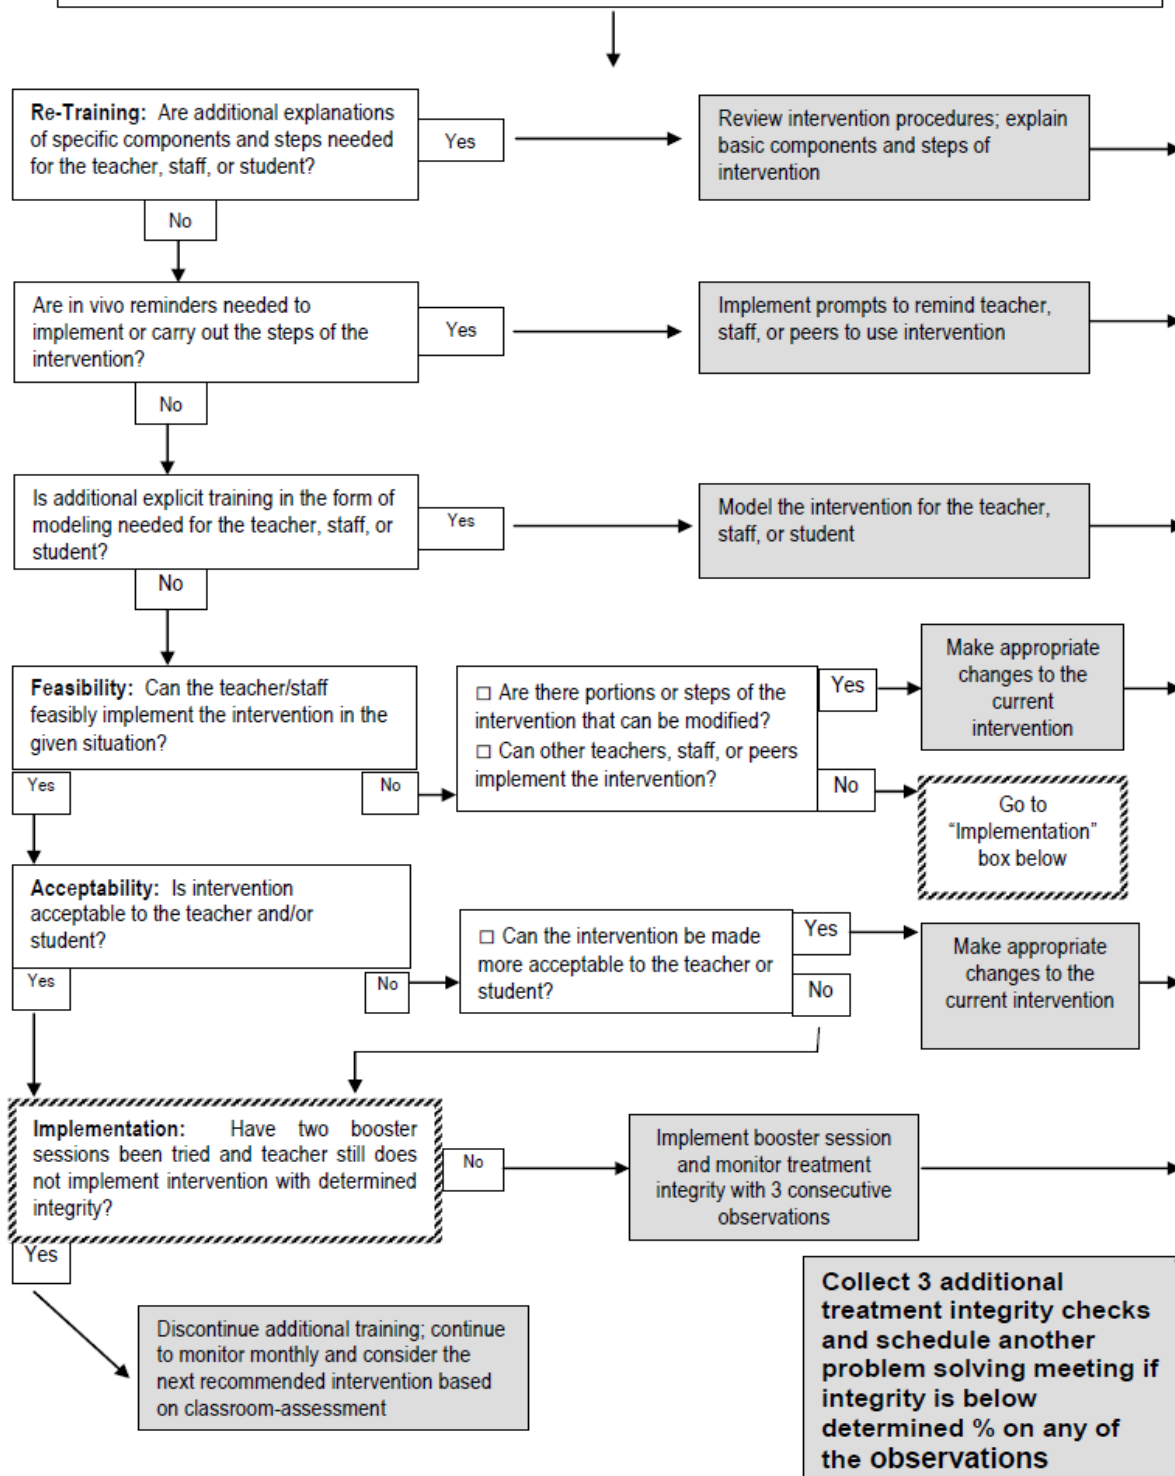 Re-Training: Are additional explanations
of specific components and steps needed
for the teacher, staff, or student?
Yes
Review intervention procedures; explain
basic components and steps of
intervention
No
Are in vivo reminders needed to
implement or carry out the steps of the
intervention?
Yes
Implement prompts to remind teacher,
staff, or peers to use intervention
No
Is additional explicit training in the form of
modeling needed for the teacher, staff, or
student?
Yes
Model the intervention for the teacher,
staff, or student
No
Feasibility: Can the teacher/staff
feasibly implement the intervention in the
given situation?
Yes
No
☐ Are there portions or steps of the
intervention that can be modified?
☐ Can other teachers, staff, or peers
implement the intervention?
Yes
Make appropriate
changes to the
current
intervention
No
Go to
“Implementation”
box below
Acceptability: Is intervention
acceptable to the teacher and/or
student?
Yes
No
☐ Can the intervention be made
more acceptable to the teacher or
student?
Yes
Make appropriate
changes to the
current intervention
No
Implementation: Have two booster
sessions been tried and teacher still does
not implement intervention with determined
integrity?
No
Implement booster session
and monitor treatment
integrity with 3 consecutive
observations
Yes
Discontinue additional training; continue
to monitor monthly and consider the
next recommended intervention based
on classroom-assessment
Collect 3 additional
treatment integrity checks
and schedule another
problem solving meeting if
integrity is below
determined % on any of
the observations